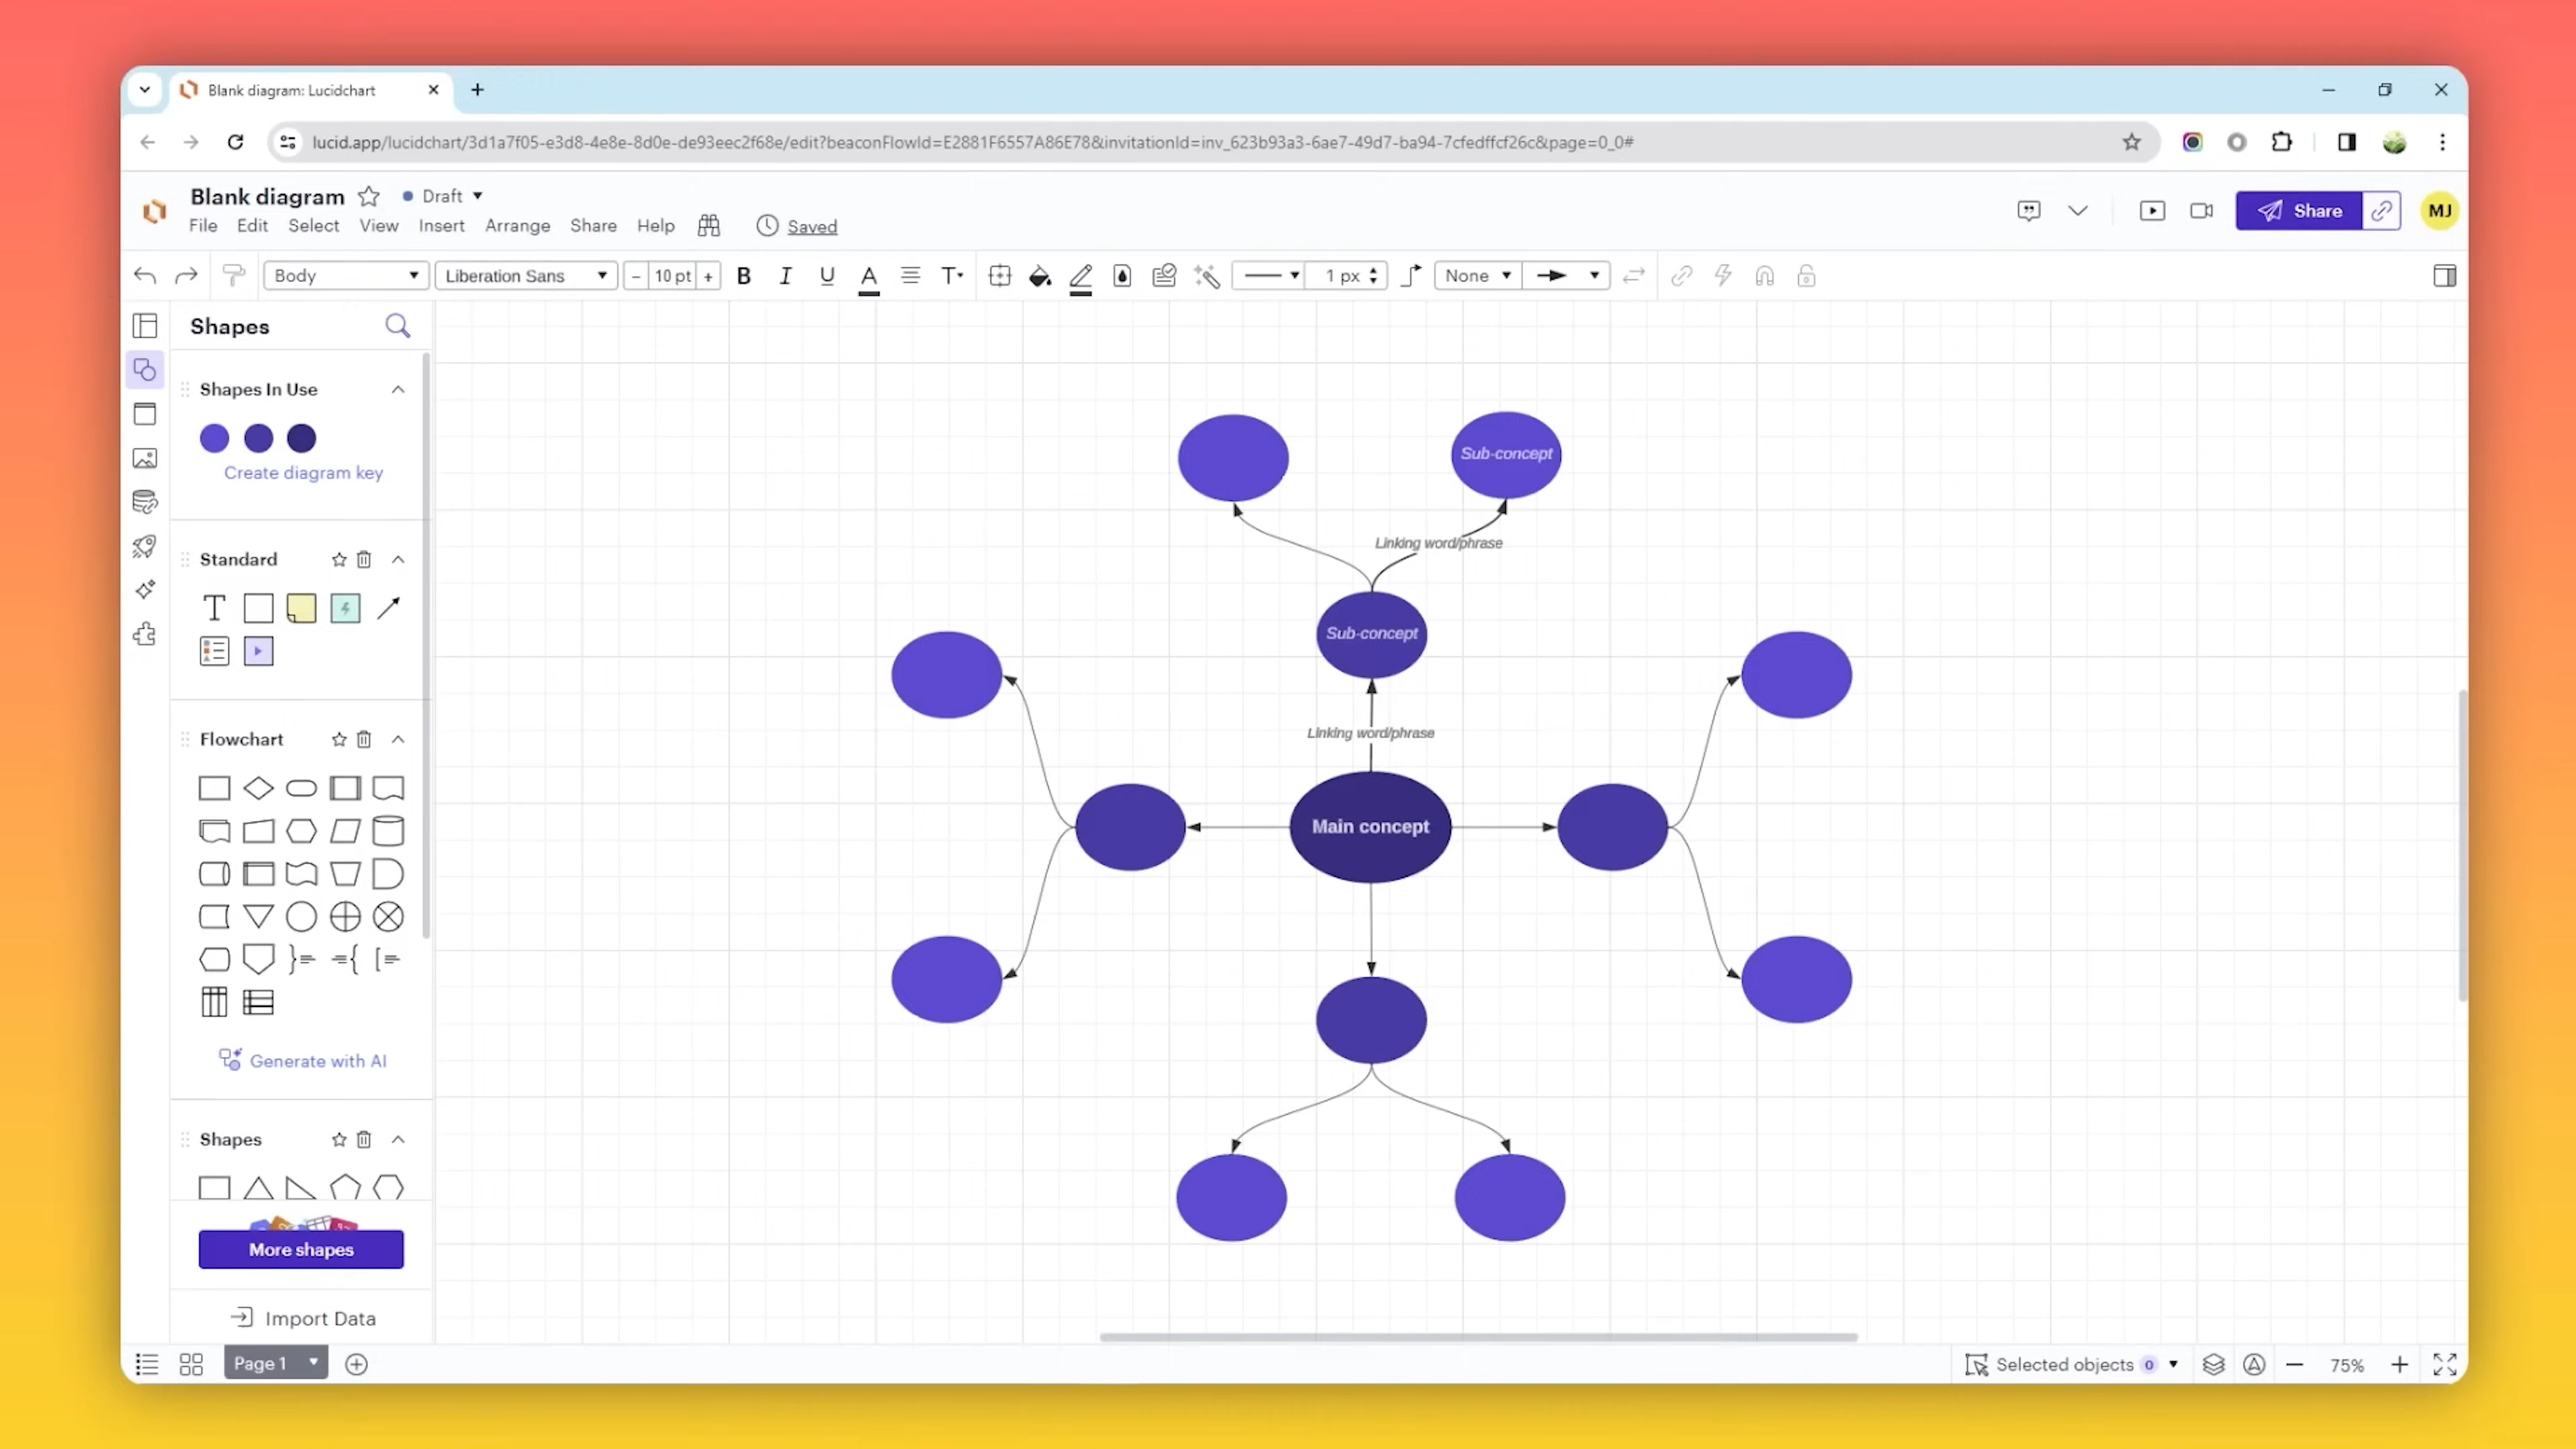 Blank diagram: Lucidchart
lucid.app/lucidchart/3d1a7f05-e3d8-4e8e-8d0e-de93eec2f68e/edit?beaconFlowId=E2881F6557A86E78&invitationId=inv_623b93a3-6ae7-49d7-ba94-7cfedffcf26c&page=0_0#
Blank diagram Draft
File Edit Select View Insert Arrange Share Help Saved
Share MJ
Body Liberation Sans - 10 pt + B I U A T 1 px None
Shapes
Shapes In Use
Create diagram key
Standard
T
Flowchart
Generate with AI
Shapes
More shapes
Import Data
Sub-concept
Linking word/phrase
Sub-concept
Linking word/phrase
Main concept
Page 1 Selected objects 0 75%